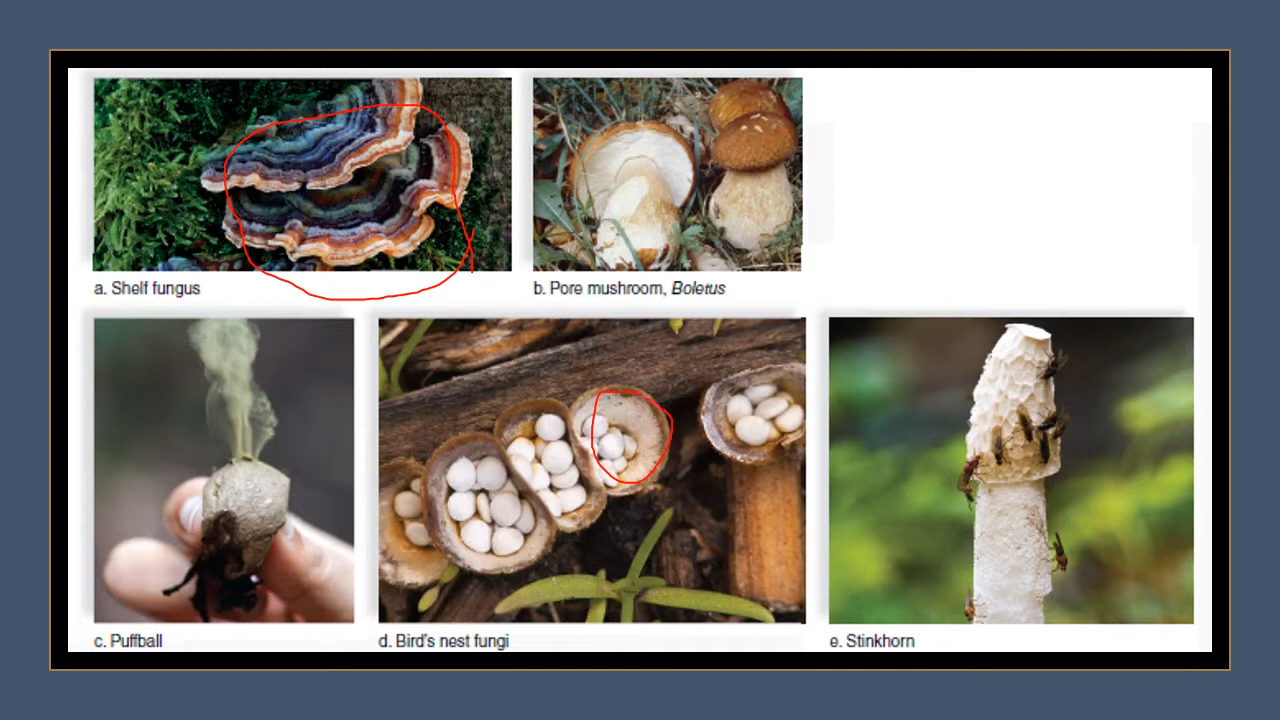 a. Shelf fungus
b. Pore mushroom, Boletus
c. Puffball
d. Bird's nest fungi
e. Stinkhorn